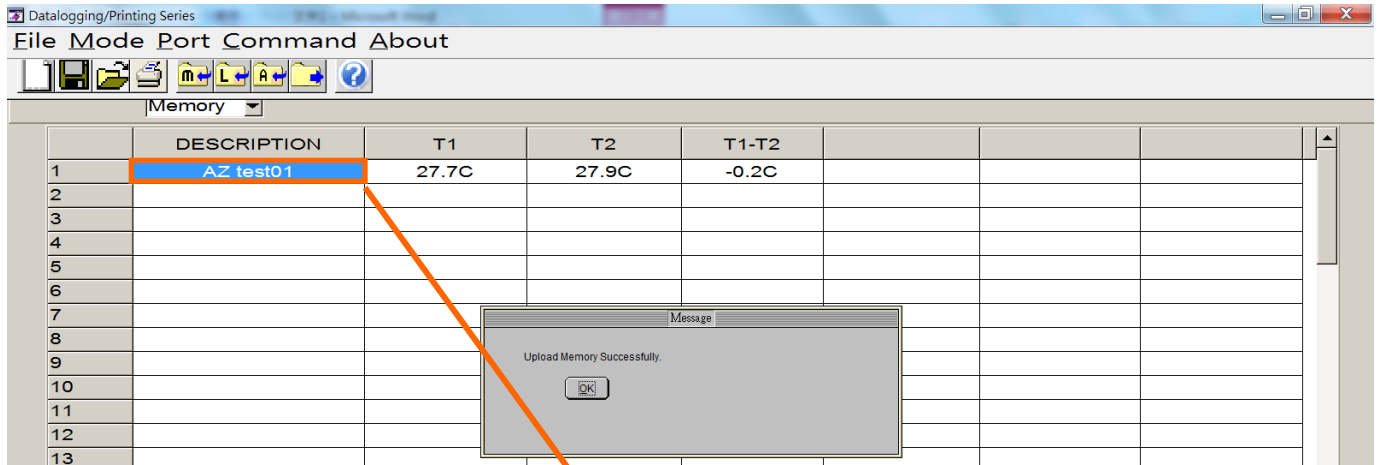 Datalogging/Printing Series
File Mode Port Command About
m L A ?
Memory
DESCRIPTION T1 T2 T1-T2
1 AZ test01 27.7C 27.9C -0.2C
2
3
4
5
6
7
Message
8
9
Upload Memory Successfully.
10
OK
11
12
13